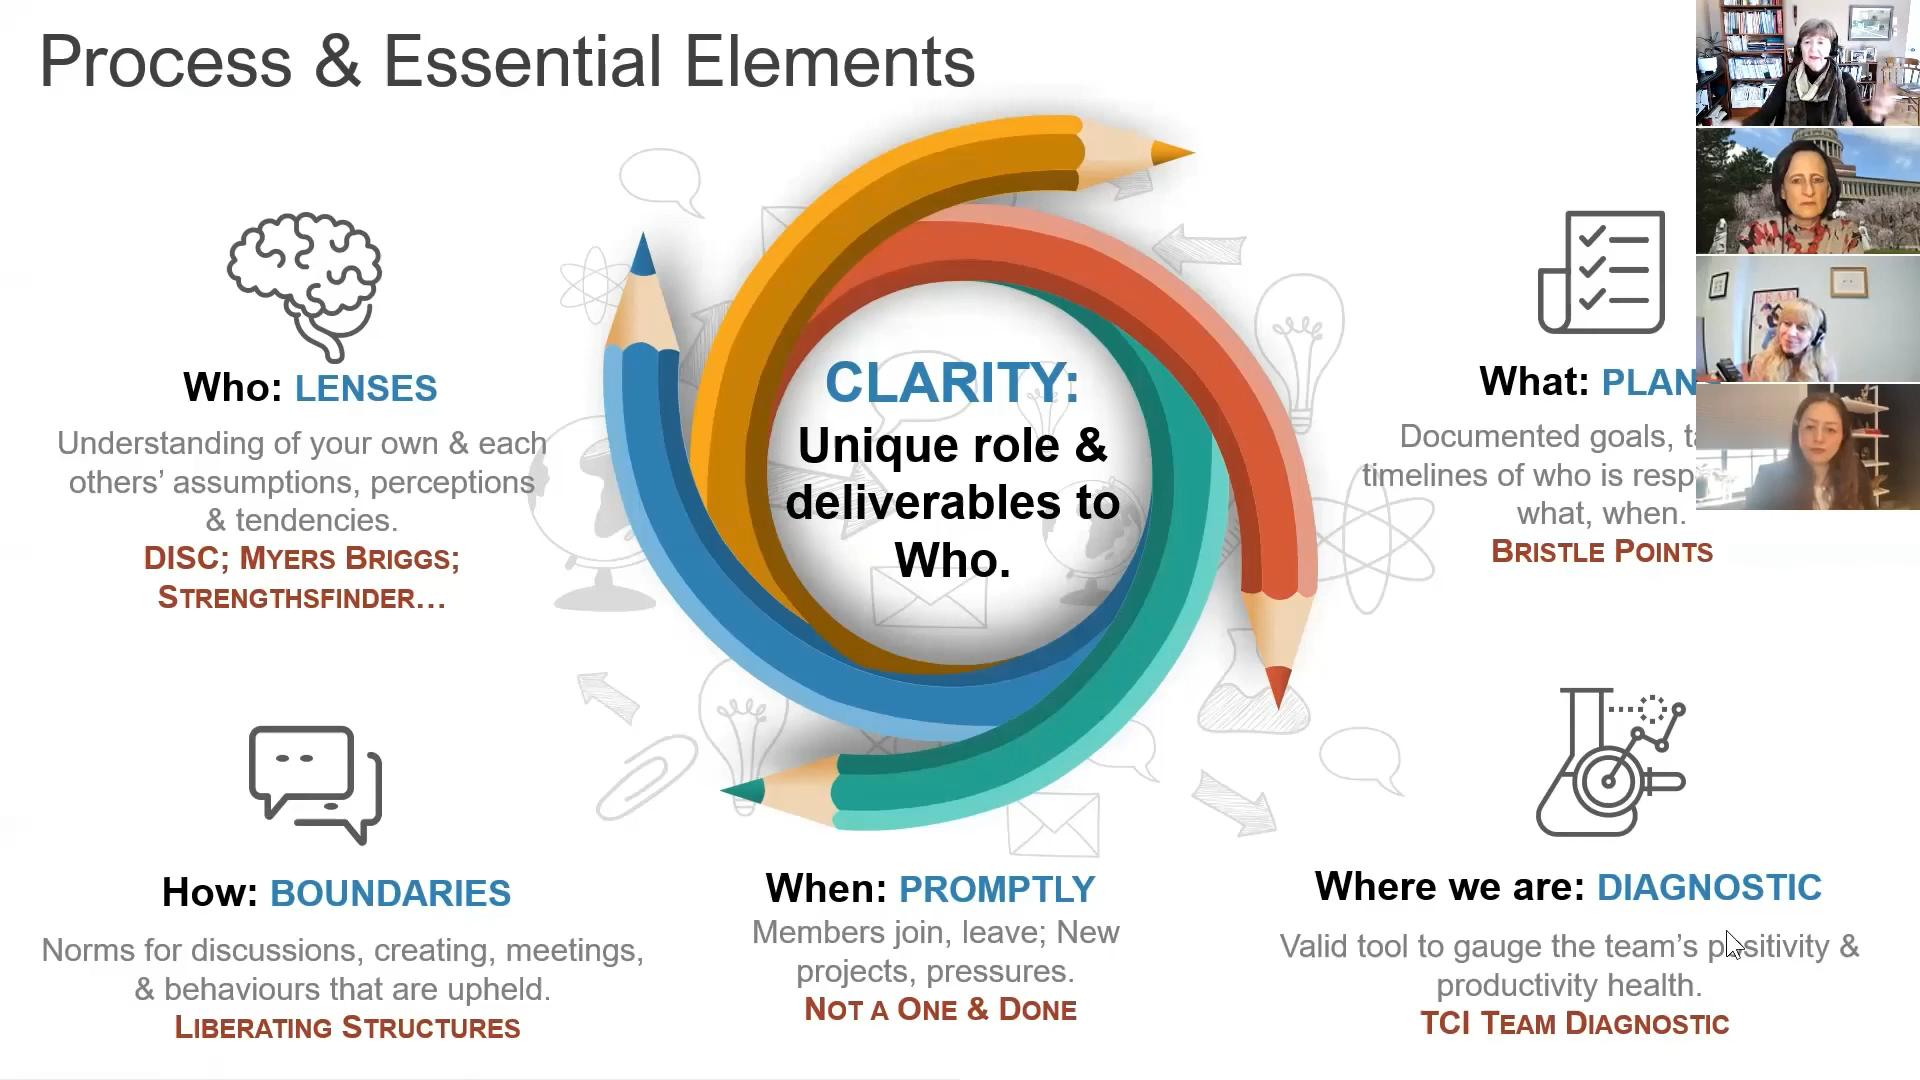 Process & Essential Elements
Who: LENSES
Understanding of your own & each
others’ assumptions, perceptions
& tendencies.
DISC; MYERS BRIGGS;
STRENGTHSFINDER…
CLARITY:
Unique role &
deliverables to
Who.
What: PLAN
Documented goals,
timelines of who is
what, when.
BRISTLE POINTS
How: BOUNDARIES
Norms for discussions, creating, meetings,
& behaviours that are upheld.
LIBERATING STRUCTURES
When: PROMPTLY
Members join, leave; New
projects, pressures.
NOT A ONE & DONE
Where we are: DIAGNOSTIC
Valid tool to gauge the team’s positivity &
productivity health.
TCI TEAM DIAGNOSTIC
READ